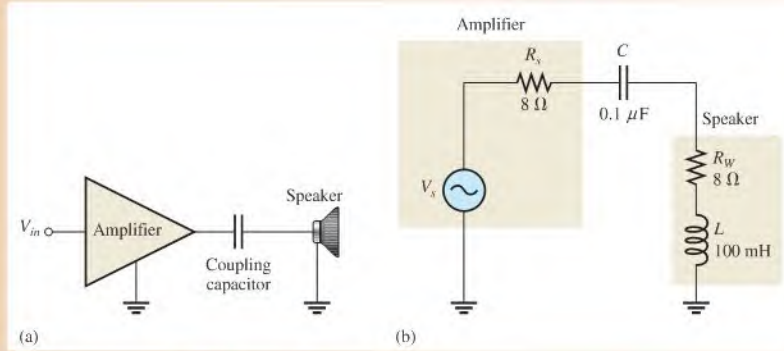 V_in
Amplifier
Coupling
capacitor
Speaker
(a)
Amplifier
R_s
8 Ω
C
0.1 μF
V_s
Speaker
R_W
8 Ω
L
100 mH
(b)